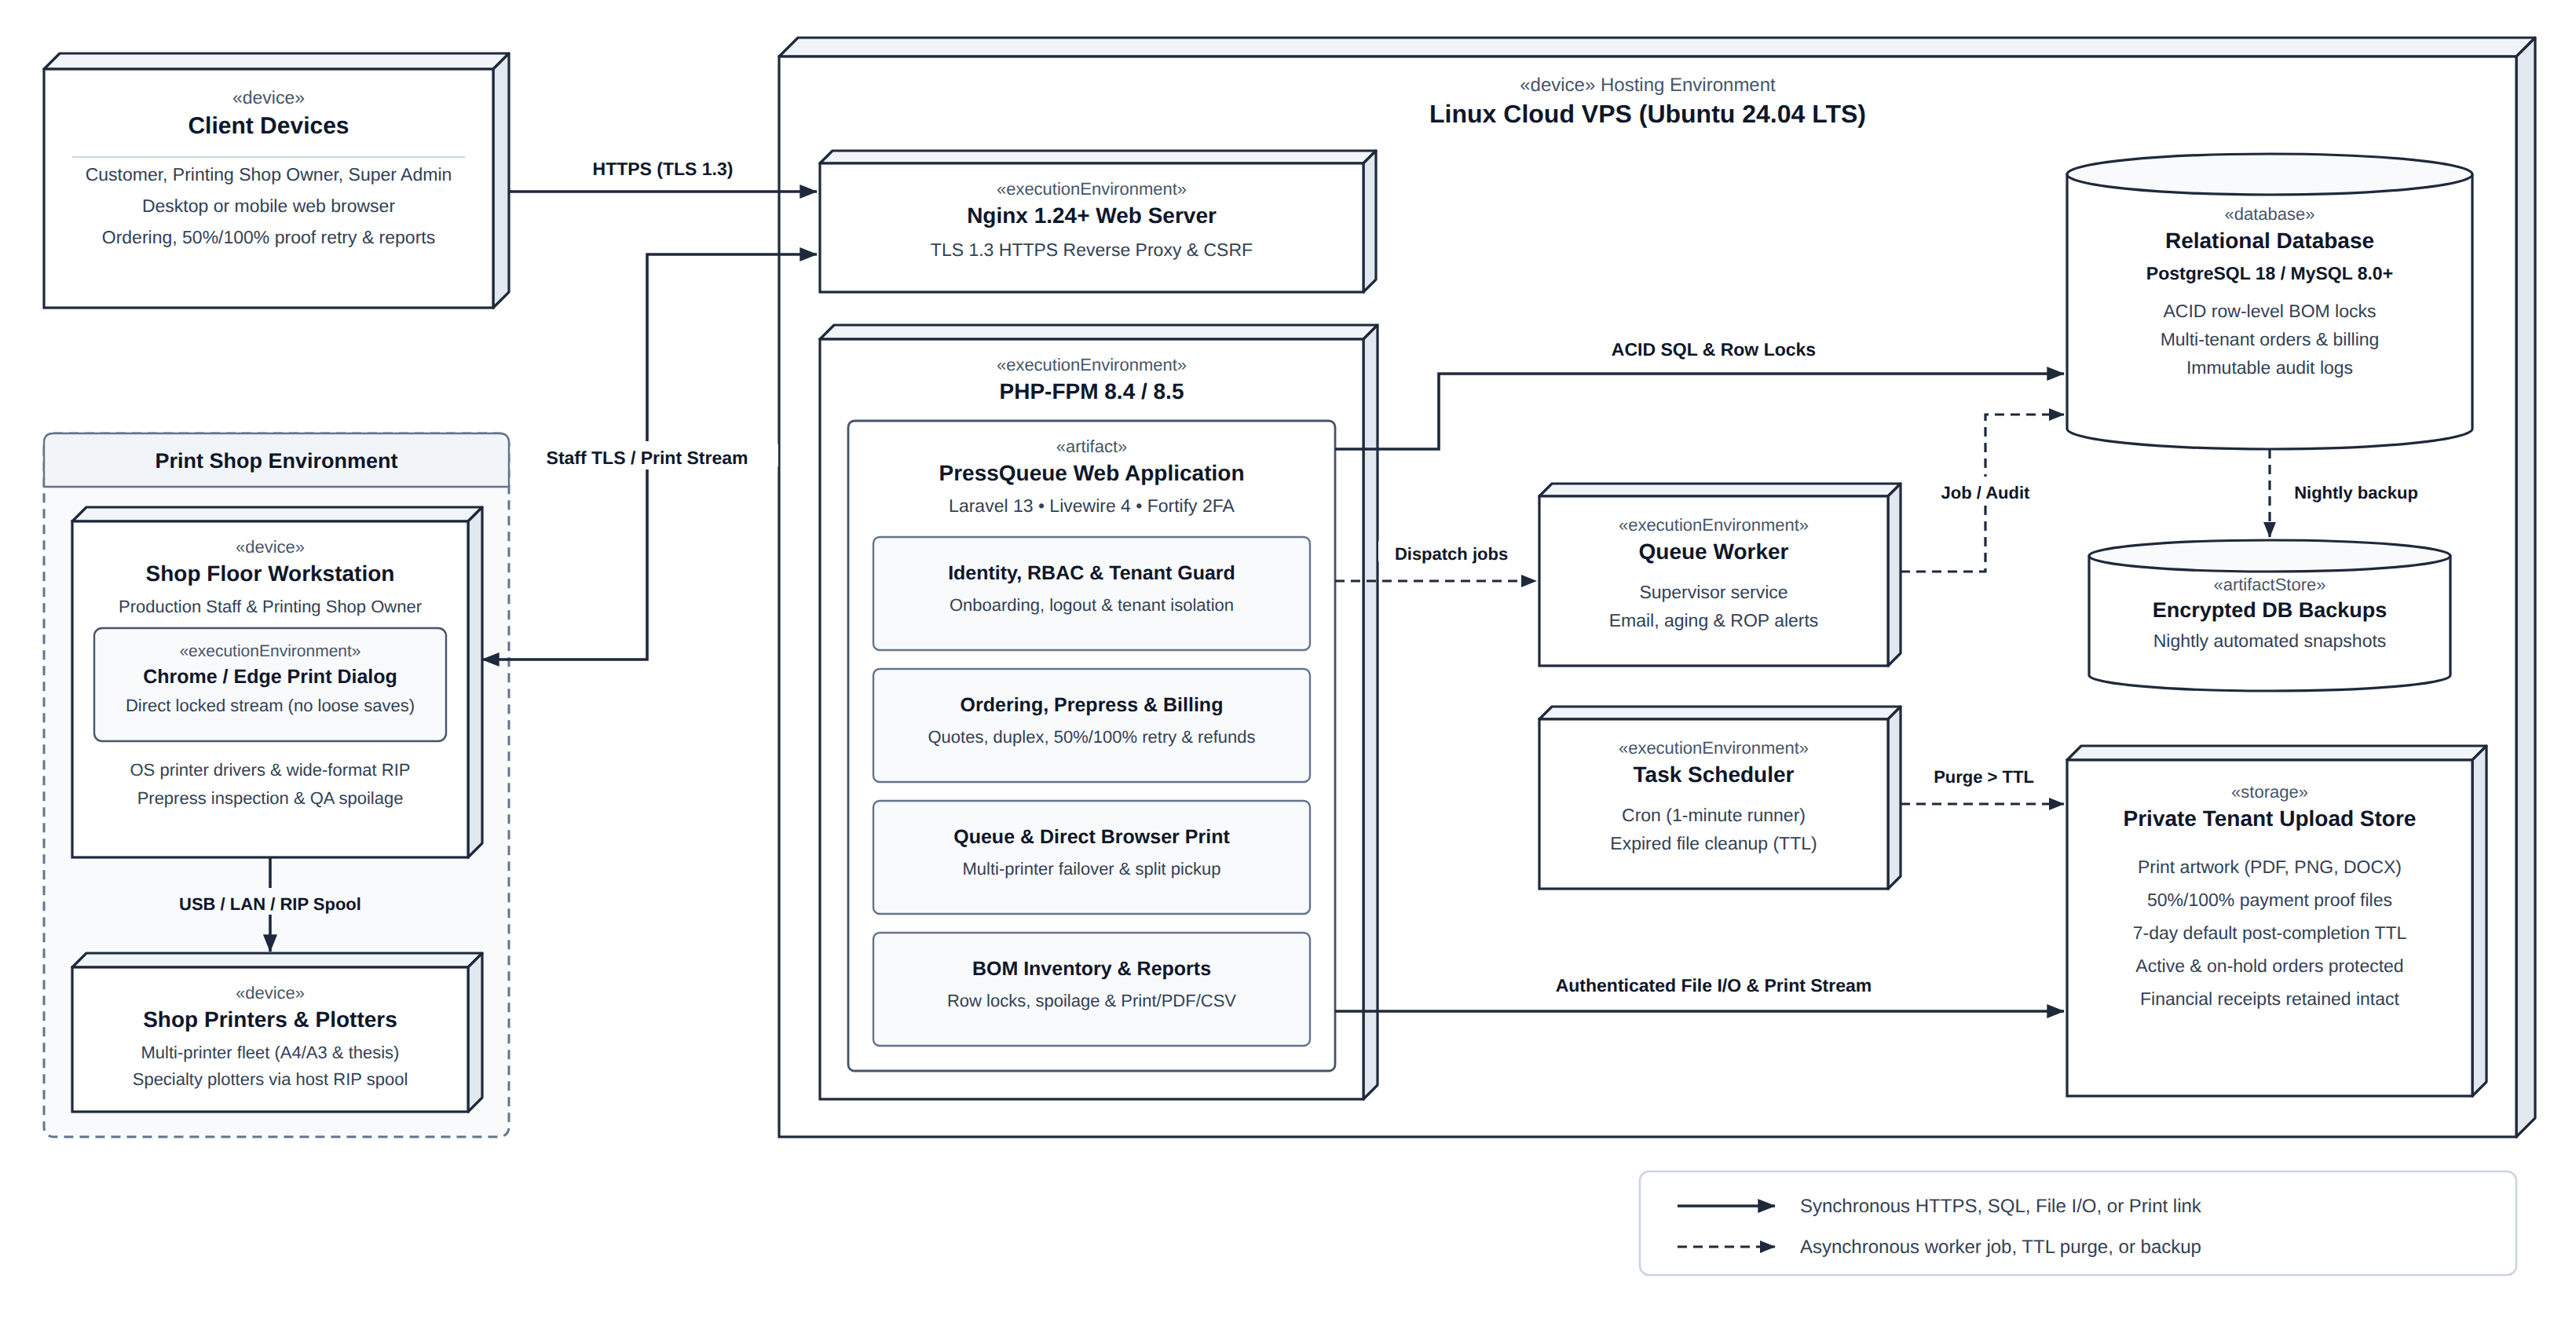 «device»
Client Devices
Customer, Printing Shop Owner, Super Admin
Desktop or mobile web browser
Ordering, 50%/100% proof retry & reports
HTTPS (TLS 1.3)
Staff TLS / Print Stream
Print Shop Environment
«device»
Shop Floor Workstation
Production Staff & Printing Shop Owner
«executionEnvironment»
Chrome / Edge Print Dialog
Direct locked stream (no loose saves)
OS printer drivers & wide-format RIP
Prepress inspection & QA spoilage
USB / LAN / RIP Spool
«device»
Shop Printers & Plotters
Multi-printer fleet (A4/A3 & thesis)
Specialty plotters via host RIP spool
«device» Hosting Environment
Linux Cloud VPS (Ubuntu 24.04 LTS)
«executionEnvironment»
Nginx 1.24+ Web Server
TLS 1.3 HTTPS Reverse Proxy & CSRF
«executionEnvironment»
PHP-FPM 8.4 / 8.5
«artifact»
PressQueue Web Application
Laravel 13 • Livewire 4 • Fortify 2FA
Identity, RBAC & Tenant Guard
Onboarding, logout & tenant isolation
Ordering, Prepress & Billing
Quotes, duplex, 50%/100% retry & refunds
Queue & Direct Browser Print
Multi-printer failover & split pickup
BOM Inventory & Reports
Row locks, spoilage & Print/PDF/CSV
ACID SQL & Row Locks
Dispatch jobs
«executionEnvironment»
Queue Worker
Supervisor service
Email, aging & ROP alerts
Job / Audit
«executionEnvironment»
Task Scheduler
Cron (1-minute runner)
Expired file cleanup (TTL)
Purge > TTL
Authenticated File I/O & Print Stream
«database»
Relational Database
PostgreSQL 18 / MySQL 8.0+
ACID row-level BOM locks
Multi-tenant orders & billing
Immutable audit logs
Nightly backup
«artifactStore»
Encrypted DB Backups
Nightly automated snapshots
«storage»
Private Tenant Upload Store
Print artwork (PDF, PNG, DOCX)
50%/100% payment proof files
7-day default post-completion TTL
Active & on-hold orders protected
Financial receipts retained intact
Synchronous HTTPS, SQL, File I/O, or Print link
Asynchronous worker job, TTL purge, or backup